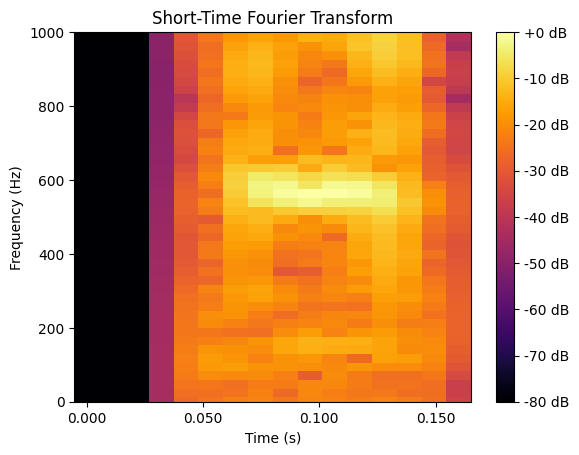 Short-Time Fourier Transform
Frequency (Hz)
1000
800
600
400
200
0
0.000
0.050
0.100
0.150
Time (s)
+0 dB
-10 dB
-20 dB
-30 dB
-40 dB
-50 dB
-60 dB
-70 dB
-80 dB